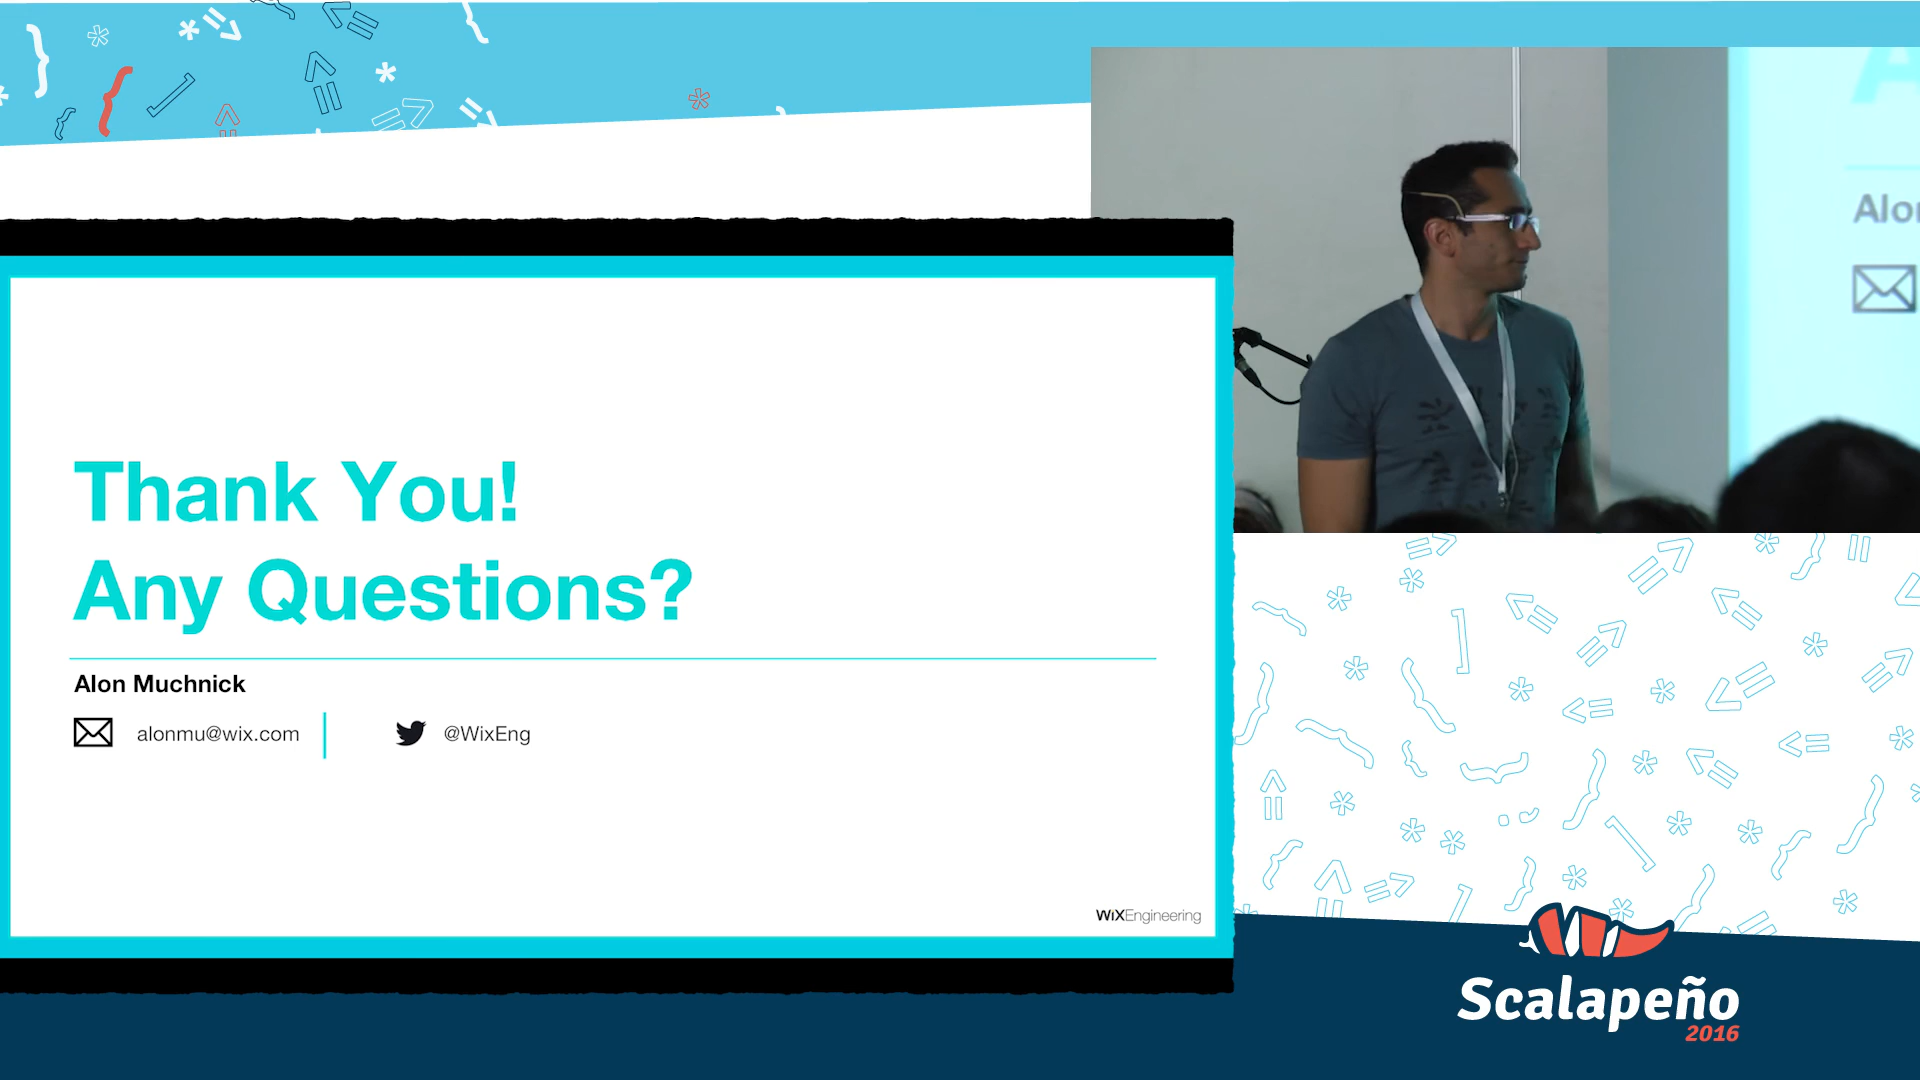 Thank You!
Any Questions?
Alon Muchnick
alonmu@wix.com
@WixEng
WiXEngineering
Alo
Scalapeño
2016